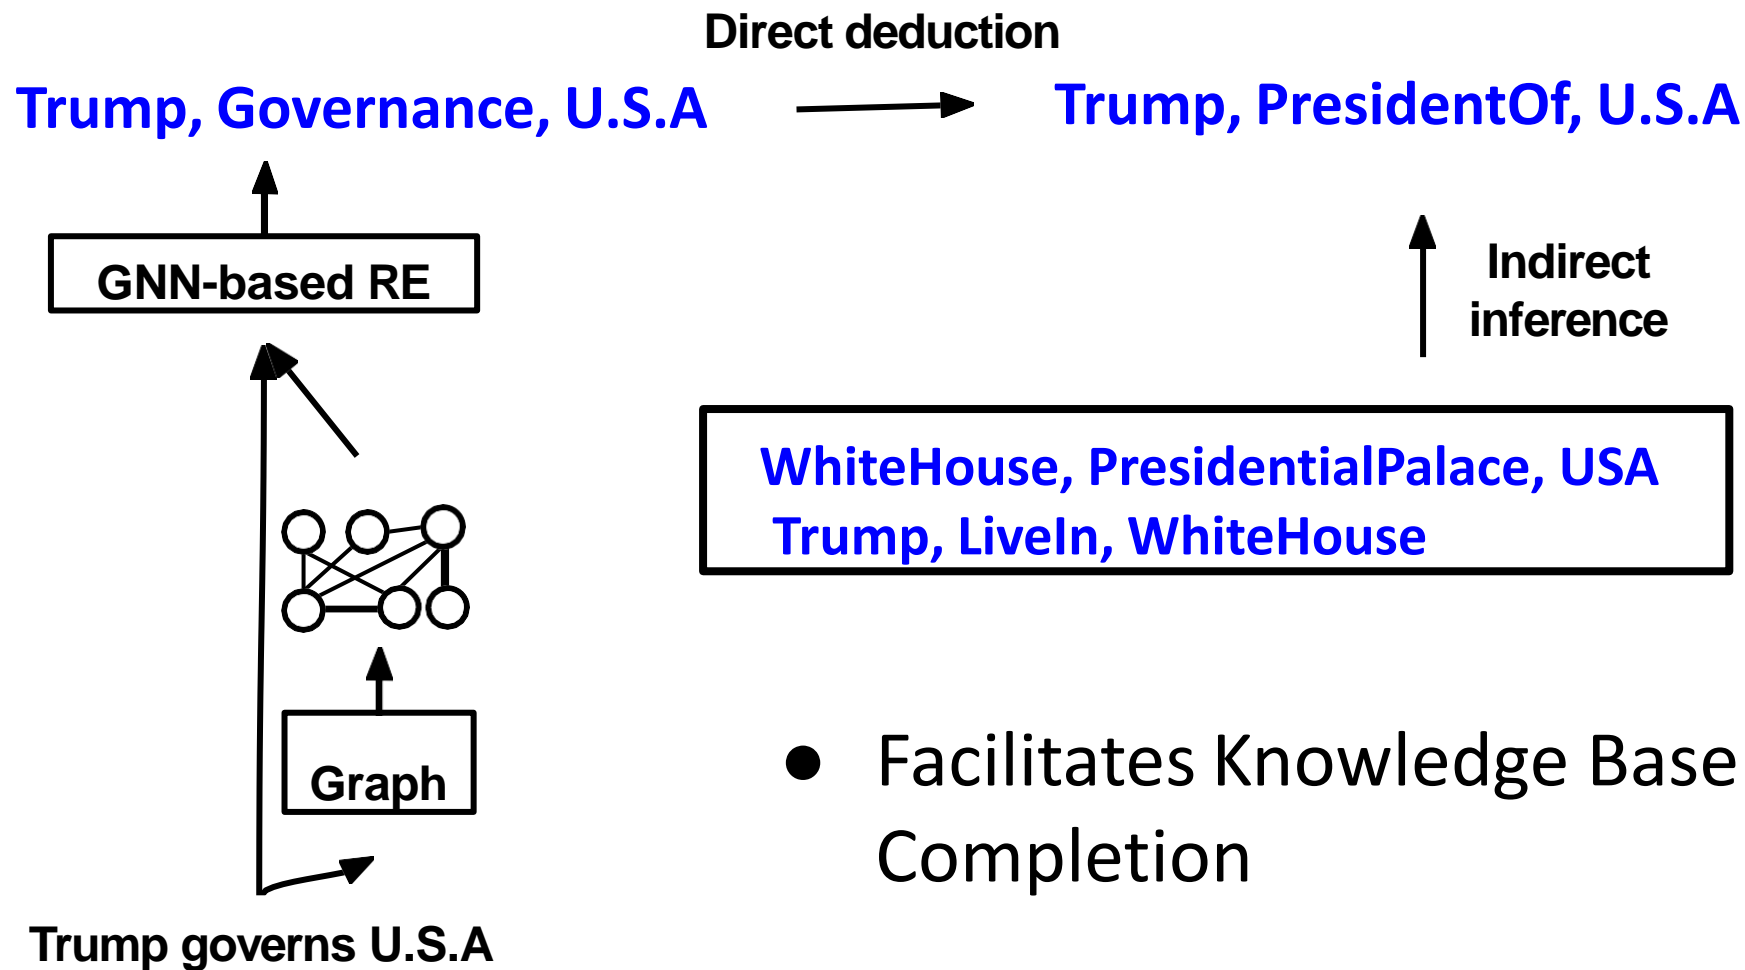 Direct deduction
Trump, Governance, U.S.A
Trump, PresidentOf, U.S.A
GNN-based RE
Indirect
inference
WhiteHouse, PresidentialPalace, USA
Trump, LiveIn, WhiteHouse
Graph
● Facilitates Knowledge Base
Completion
Trump governs U.S.A